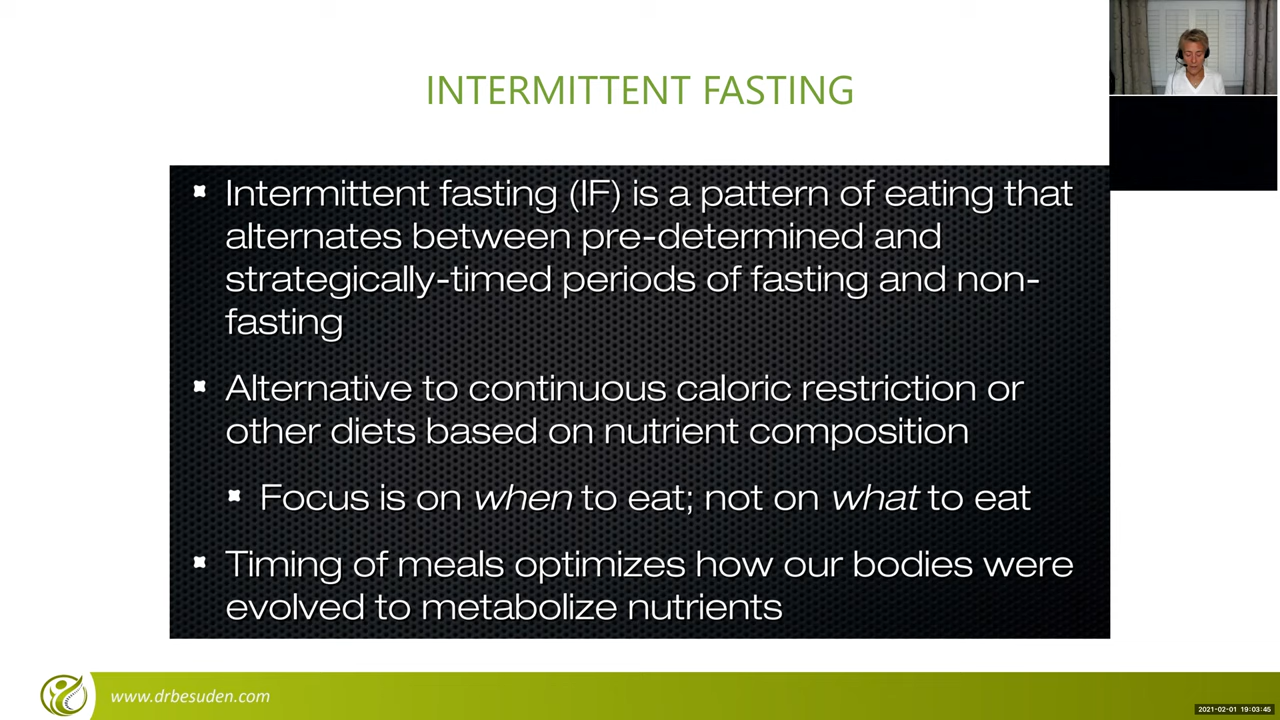 INTERMITTENT FASTING
Intermittent fasting (IF) is a pattern of eating that
alternates between pre-determined and
strategically-timed periods of fasting and non-
fasting
Alternative to continuous caloric restriction or
other diets based on nutrient composition
Focus is on when to eat; not on what to eat
Timing of meals optimizes how our bodies were
evolved to metabolize nutrients
www.drbesuden.com
2021-02-01 19:03:45